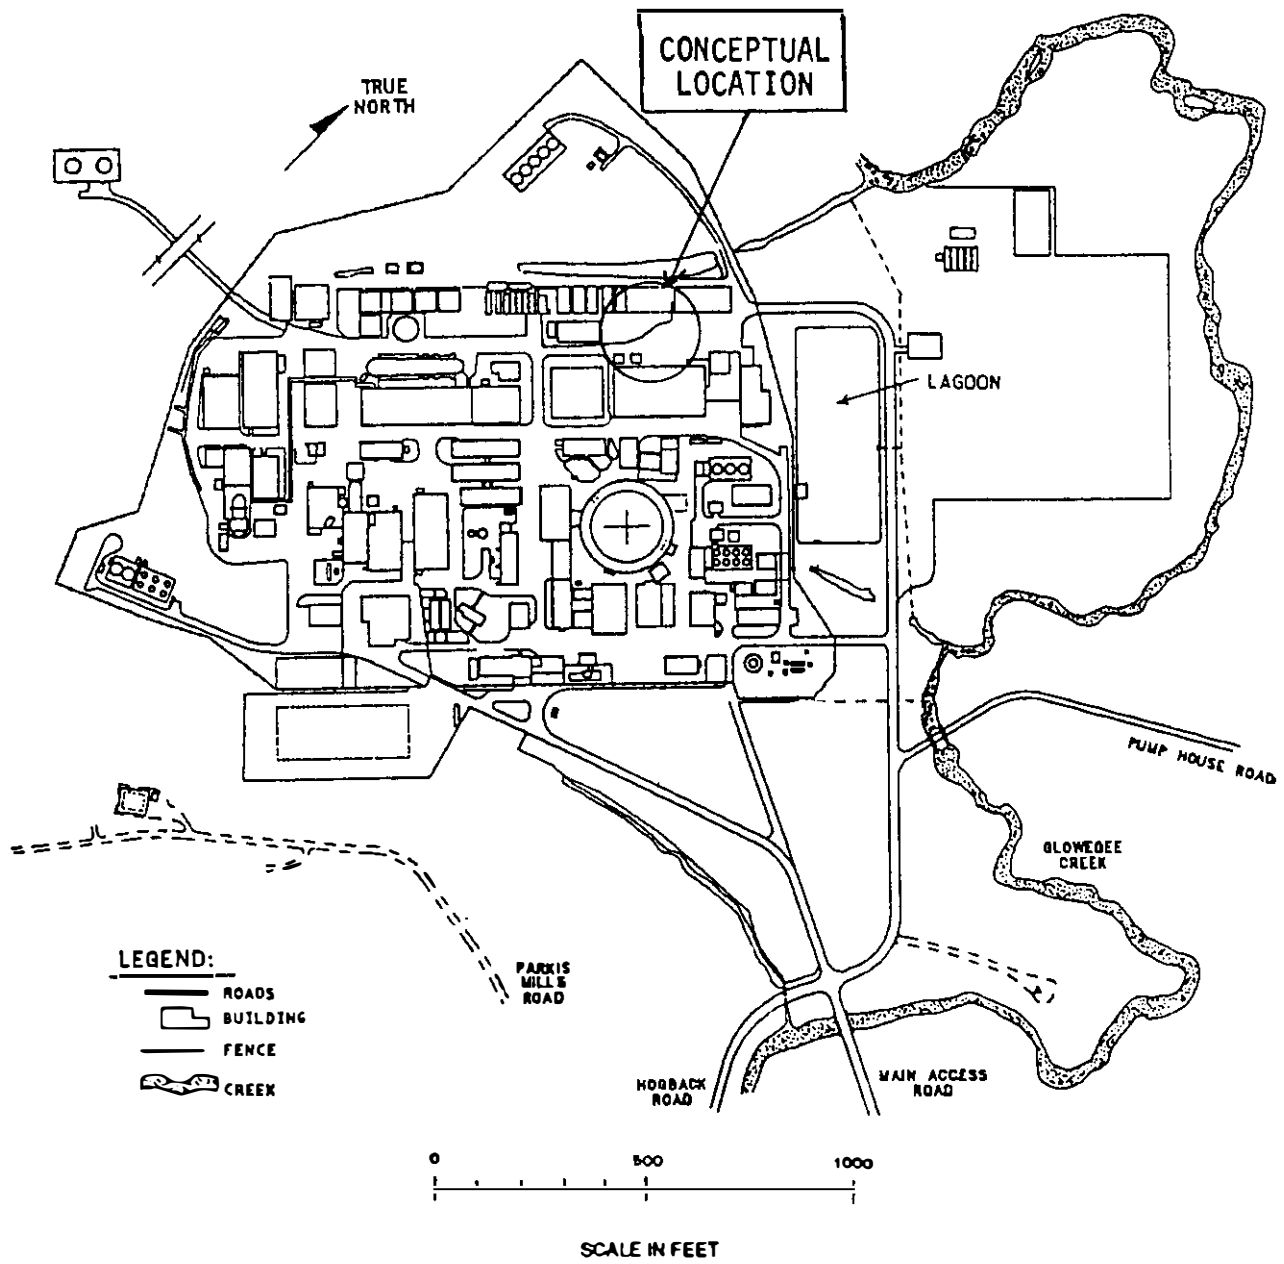 CONCEPTUAL
LOCATION
TRUE
NORTH
LAGOON
PUMP HOUSE ROAD
GLOWEGEE
CREEK
LEGEND:
ROADS
BUILDING
FENCE
CREEK
PARKIS
MILLS
ROAD
HOGBACK
ROAD
MAIN ACCESS
ROAD
0 500 1000
SCALE IN FEET